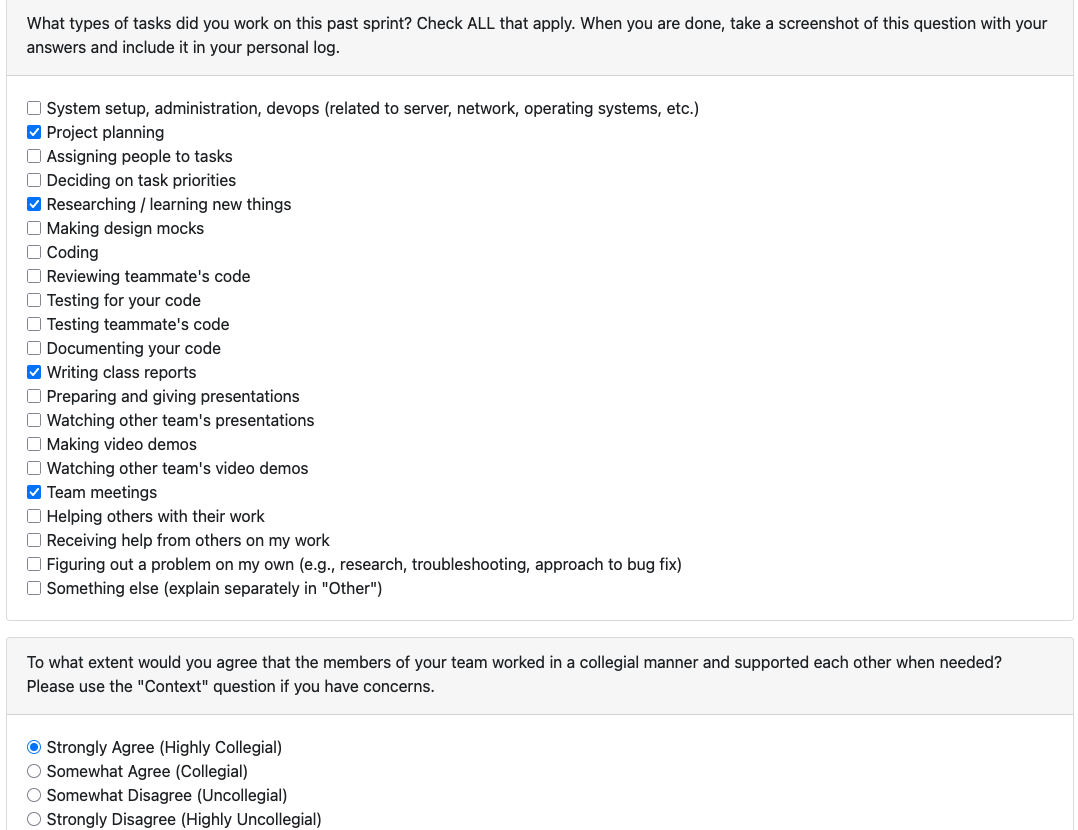 What types of tasks did you work on this past sprint? Check ALL that apply. When you are done, take a screenshot of this question with your
answers and include it in your personal log.
System setup, administration, devops (related to server, network, operating systems, etc.)
Project planning
Assigning people to tasks
Deciding on task priorities
Researching / learning new things
Making design mocks
Coding
Reviewing teammate's code
Testing for your code
Testing teammate's code
Documenting your code
Writing class reports
Preparing and giving presentations
Watching other team's presentations
Making video demos
Watching other team's video demos
Team meetings
Helping others with their work
Receiving help from others on my work
Figuring out a problem on my own (e.g., research, troubleshooting, approach to bug fix)
Something else (explain separately in "Other")
To what extent would you agree that the members of your team worked in a collegial manner and supported each other when needed?
Please use the "Context" question if you have concerns.
Strongly Agree (Highly Collegial)
Somewhat Agree (Collegial)
Somewhat Disagree (Uncollegial)
Strongly Disagree (Highly Uncollegial)